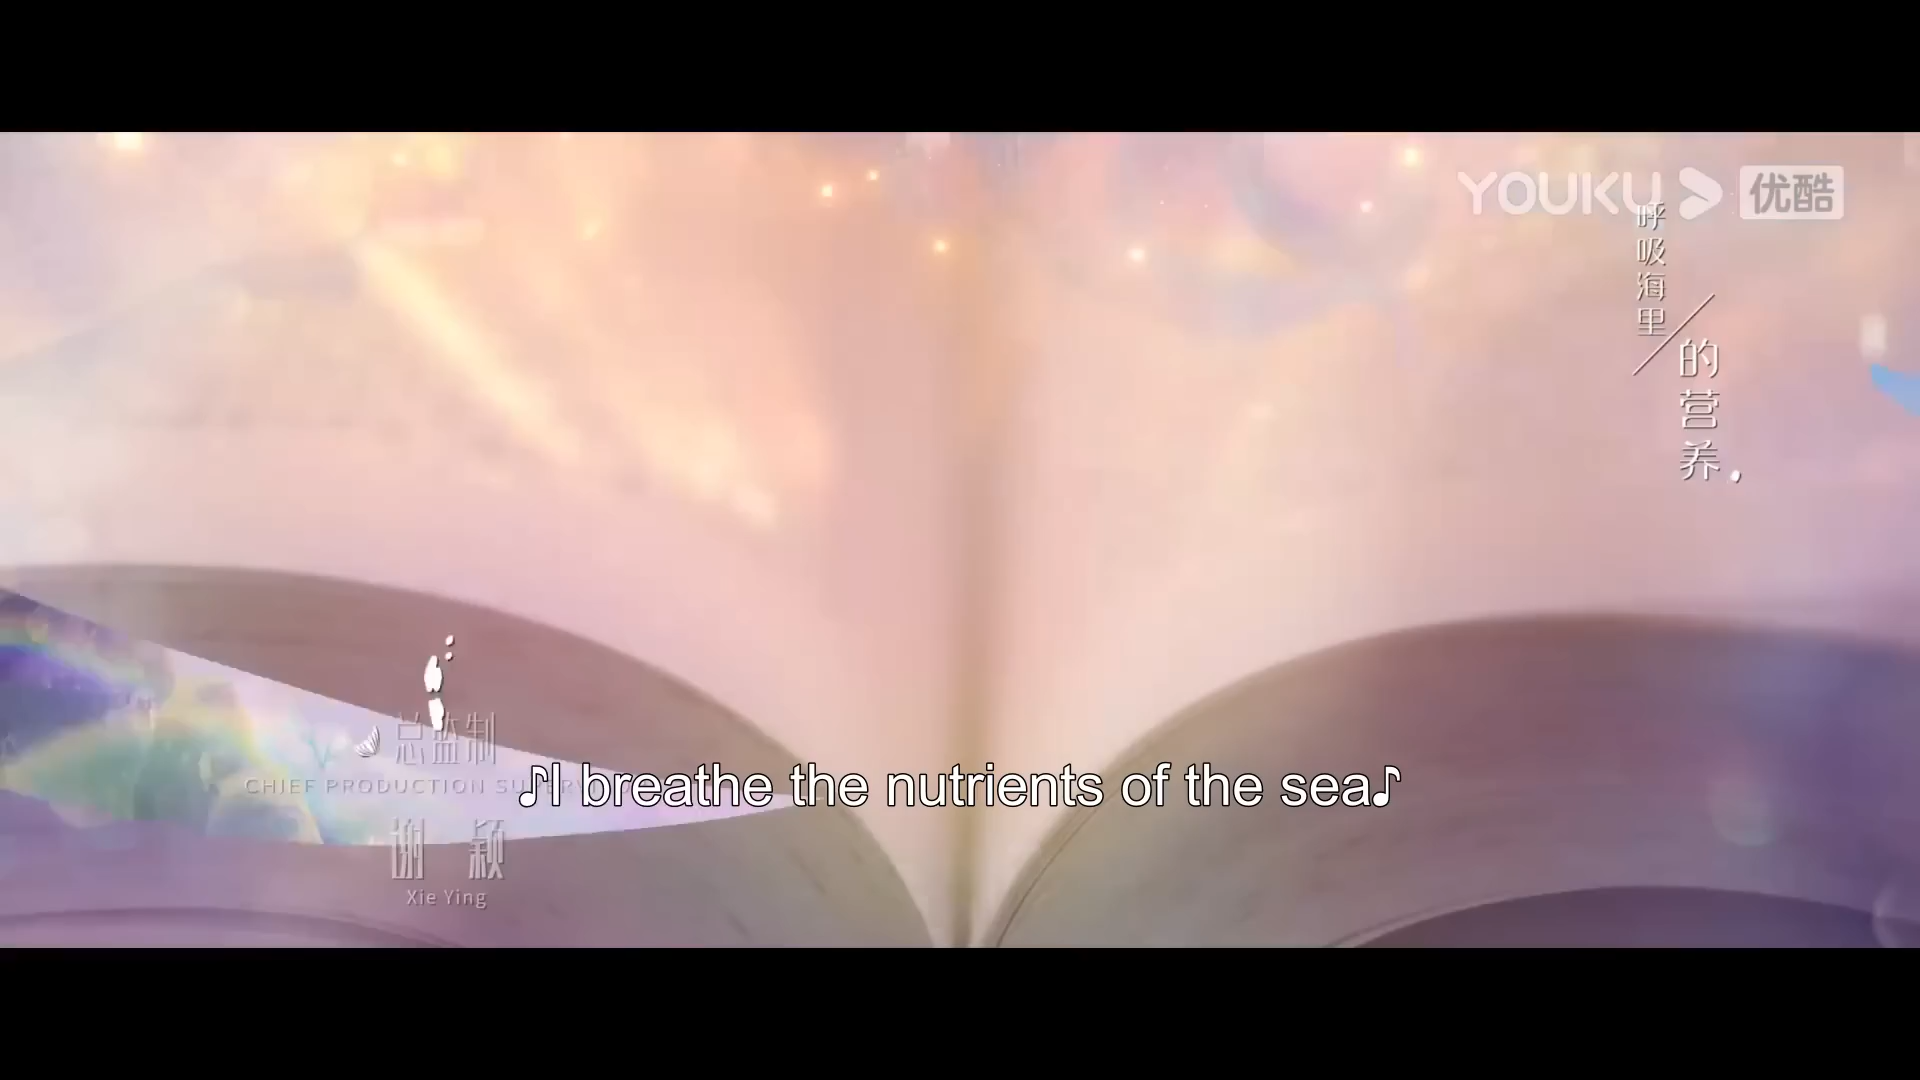 YOUKU 优酷
呼吸海里
的营养
总监制
CHIEF PRODUCTION
谢颖
Xie Ying
♪I breathe the nutrients of the sea♪